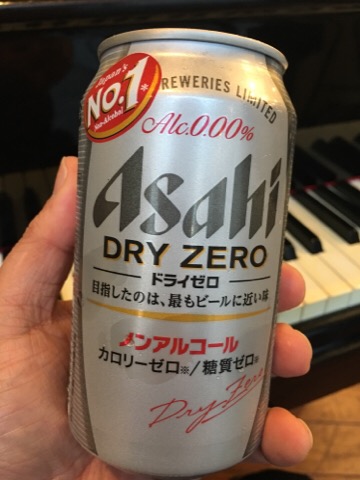 Japan's
No.1*
Non-Alcohol
REWERIES LIMITED
Alc.0.00%
Asahi
DRY ZERO
ドライゼロ
目指したのは、最もビールに近い味
ノンアルコール
カロリーゼロ※/糖質ゼロ※
Dry Zero